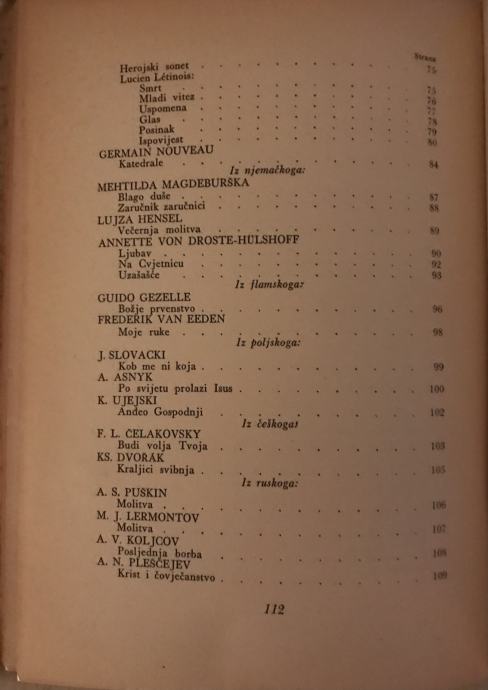 Strana
Herojski sonet . . . . . . . . . 75
Lucien Létinois:
Smrt . . . . . . . . . 75
Mladi vitez . . . . . . . . . 76
Uspomena . . . . . . . . . 77
Glas . . . . . . . . . 78
Posinak . . . . . . . . . 79
Ispovijest . . . . . . . . . 80
GERMAIN NOUVEAU
Katedrale . . . . . . . . . 84
Iz njemačkoga:
MEHTILDA MAGDEBURŠKA
Blago duše . . . . . . . . . 87
Zaručnik zaručnici . . . . . . . . . 88
LUJZA HENSEL
Večernja molitva . . . . . . . . . 89
ANNETTE VON DROSTE-HÜLSHOFF
Ljubav . . . . . . . . . 90
Na Cvjetnicu . . . . . . . . . 92
Uzašašće . . . . . . . . . 93
Iz flamskoga:
GUIDO GEZELLE
Božje prvenstvo . . . . . . . . . 96
FREDERIK VAN EEDEN
Moje ruke . . . . . . . . . 98
Iz poljskoga:
J. SLOVACKI
Kob me ni koja . . . . . . . . . 99
A. ASNYK
Po svijetu prolazi Isus . . . . . . . . . 100
K. UJEJSKI
Anđeo Gospodnji . . . . . . . . . 102
Iz češkoga:
F. L. ČELAKOVSKY
Budi volja Tvoja . . . . . . . . . 103
KS. DVORAK
Kraljici svibnja . . . . . . . . . 105
Iz ruskoga:
A. S. PUŠKIN
Molitva . . . . . . . . . 106
M. J. LERMONTOV
Molitva . . . . . . . . . 107
A. V. KOLJCOV
Posljednja borba . . . . . . . . . 108
A. N. PLEŠČEJEV
Krist i čovječanstvo . . . . . . . . . 109
112